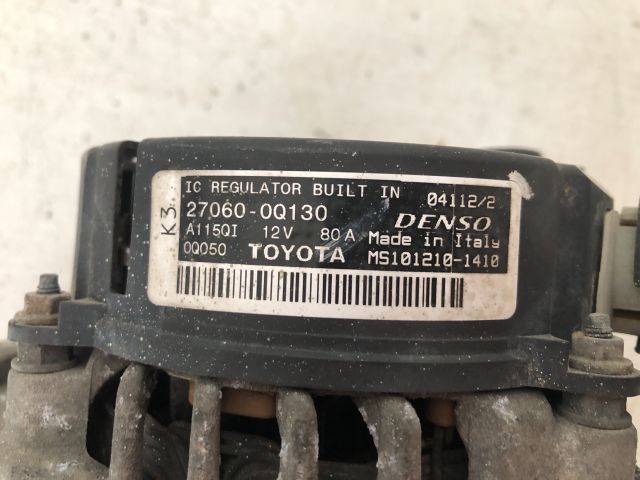 K3
IC REGULATOR BUILT IN 04112/2
27060-0Q130 DENSO
A115QI 12V 80A Made in Italy
0Q050 TOYOTA MS101210-1410